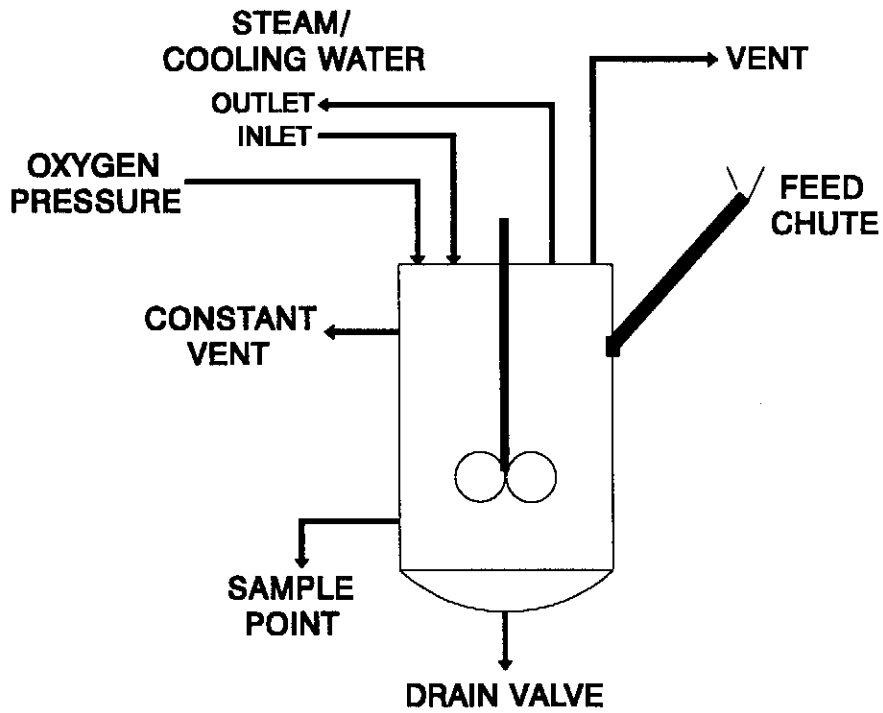 STEAM/
COOLING WATER
OUTLET
INLET
VENT
OXYGEN
PRESSURE
FEED
CHUTE
CONSTANT
VENT
SAMPLE
POINT
DRAIN VALVE